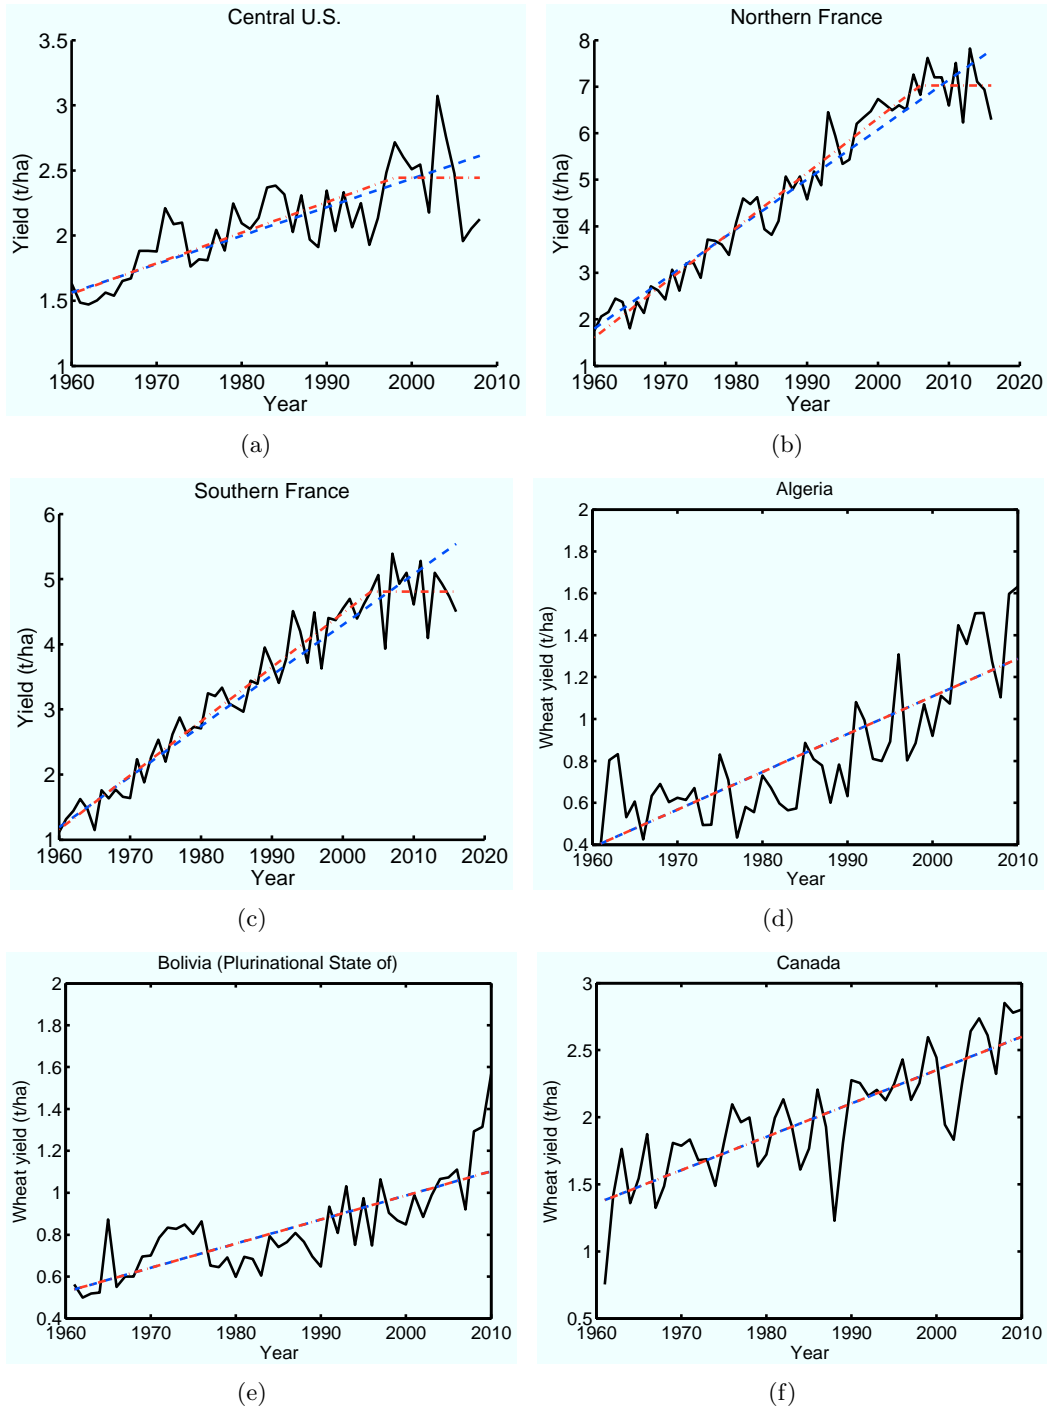 Central U.S.
3.5
3
2.5
2
1.5
1
Yield (t/ha)
1960 1970 1980 1990 2000 2010
Year
(a)
Northern France
8
7
6
5
4
3
2
1
Yield (t/ha)
1960 1970 1980 1990 2000 2010 2020
Year
(b)
Southern France
6
5
4
3
2
1
Yield (t/ha)
1960 1970 1980 1990 2000 2010 2020
Year
(c)
Algeria
2
1.8
1.6
1.4
1.2
1
0.8
0.6
0.4
Wheat yield (t/ha)
1960 1970 1980 1990 2000 2010
Year
(d)
Bolivia (Plurinational State of)
2
1.8
1.6
1.4
1.2
1
0.8
0.6
0.4
Wheat yield (t/ha)
1960 1970 1980 1990 2000 2010
Year
(e)
Canada
3
2.5
2
1.5
1
0.5
Wheat yield (t/ha)
1960 1970 1980 1990 2000 2010
Year
(f)